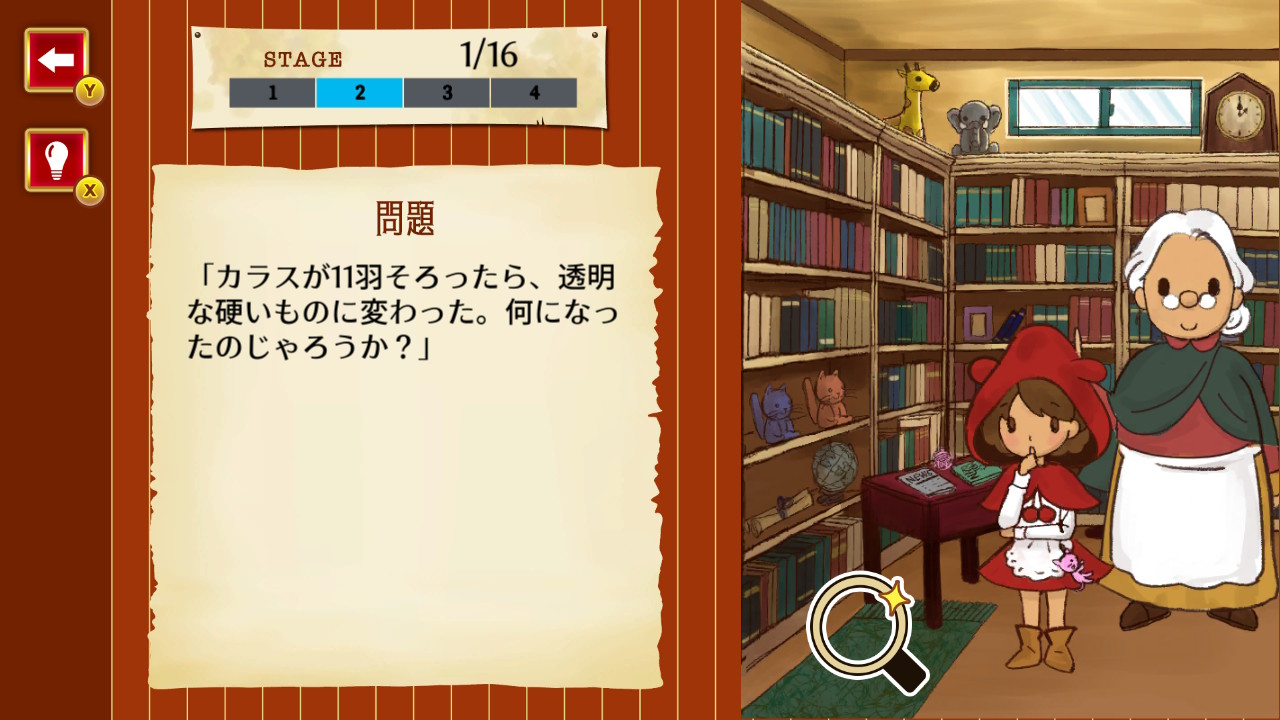 STAGE 1/16
1 2 3 4
Y
X
問題
「カラスが11羽そろったら、透明
な硬いものに変わった。何になっ
たのじゃろうか？」
NEWS